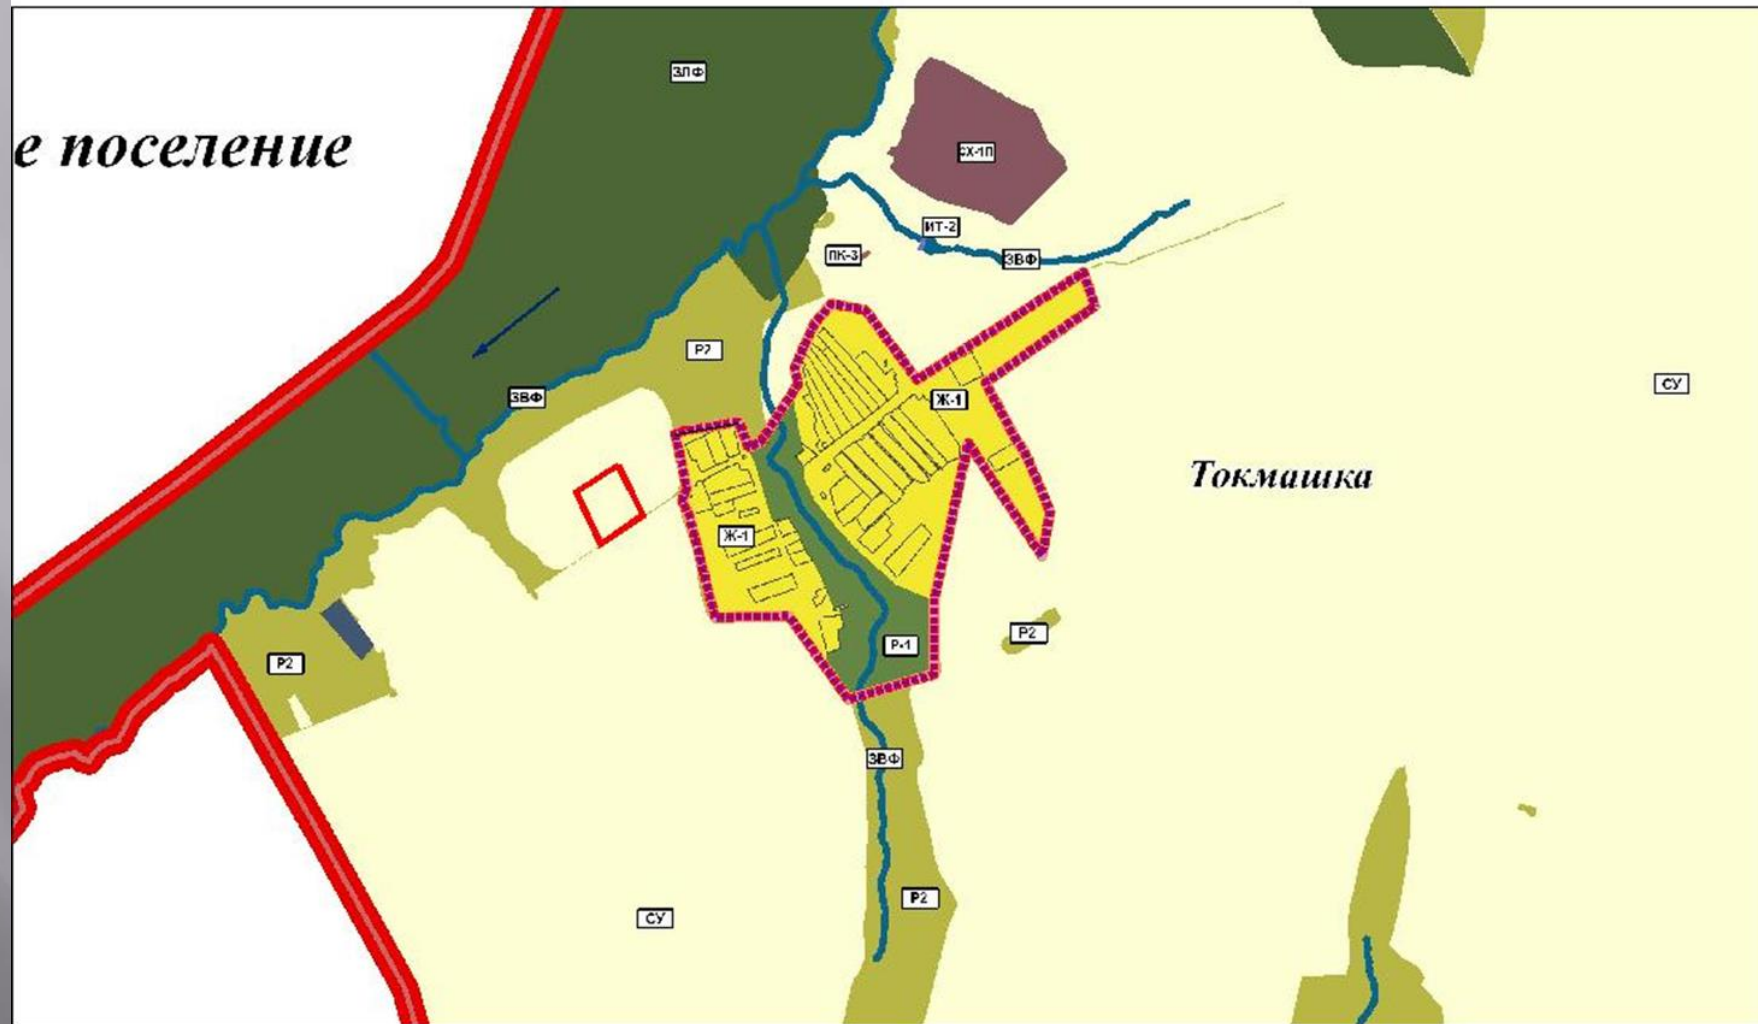 ЗЛФ
е поселение
СХ-1П
ИТ-2
ПК-3
ЗВФ
Р2
СУ
ЗВФ
Ж-1
Токмашка
Ж-1
Р2
Р-1
Р2
ЗВФ
Р2
СУ